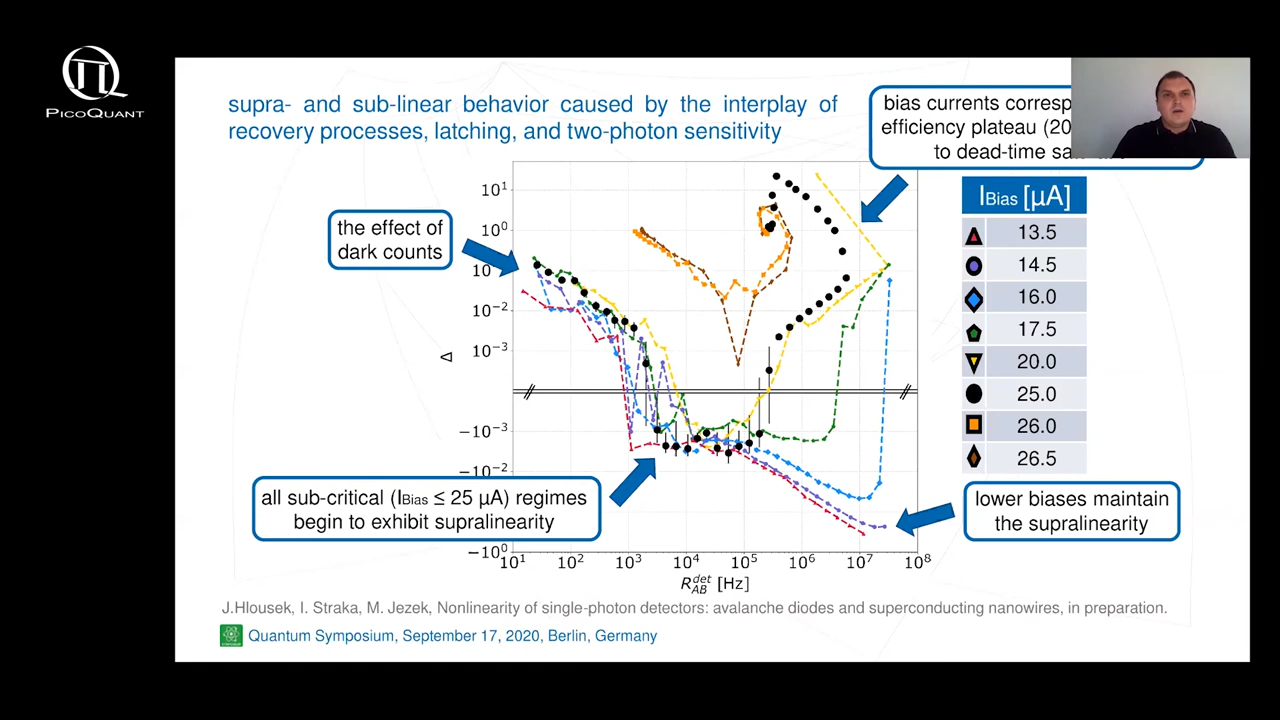 PICOQUANT
supra- and sub-linear behavior caused by the interplay of
recovery processes, latching, and two-photon sensitivity
bias currents
efficiency plateau
to dead-time
the effect of
dark counts
all sub-critical (IBias ≤ 25 µA) regimes
begin to exhibit supralinearity
lower biases maintain
the supralinearity
IBias [µA]
13.5
14.5
16.0
17.5
20.0
25.0
26.0
26.5
10¹
10⁰
10
10⁻²
10⁻³
−10⁻³
−10⁻²
−10⁰
Δ
10¹ 10² 10³ 10⁴ 10⁵ 10⁶ 10⁷ 10⁸
R_AB^det [Hz]
J.Hlousek, I. Straka, M. Jezek, Nonlinearity of single-photon detectors: avalanche diodes and superconducting nanowires, in preparation.
Quantum Symposium, September 17, 2020, Berlin, Germany